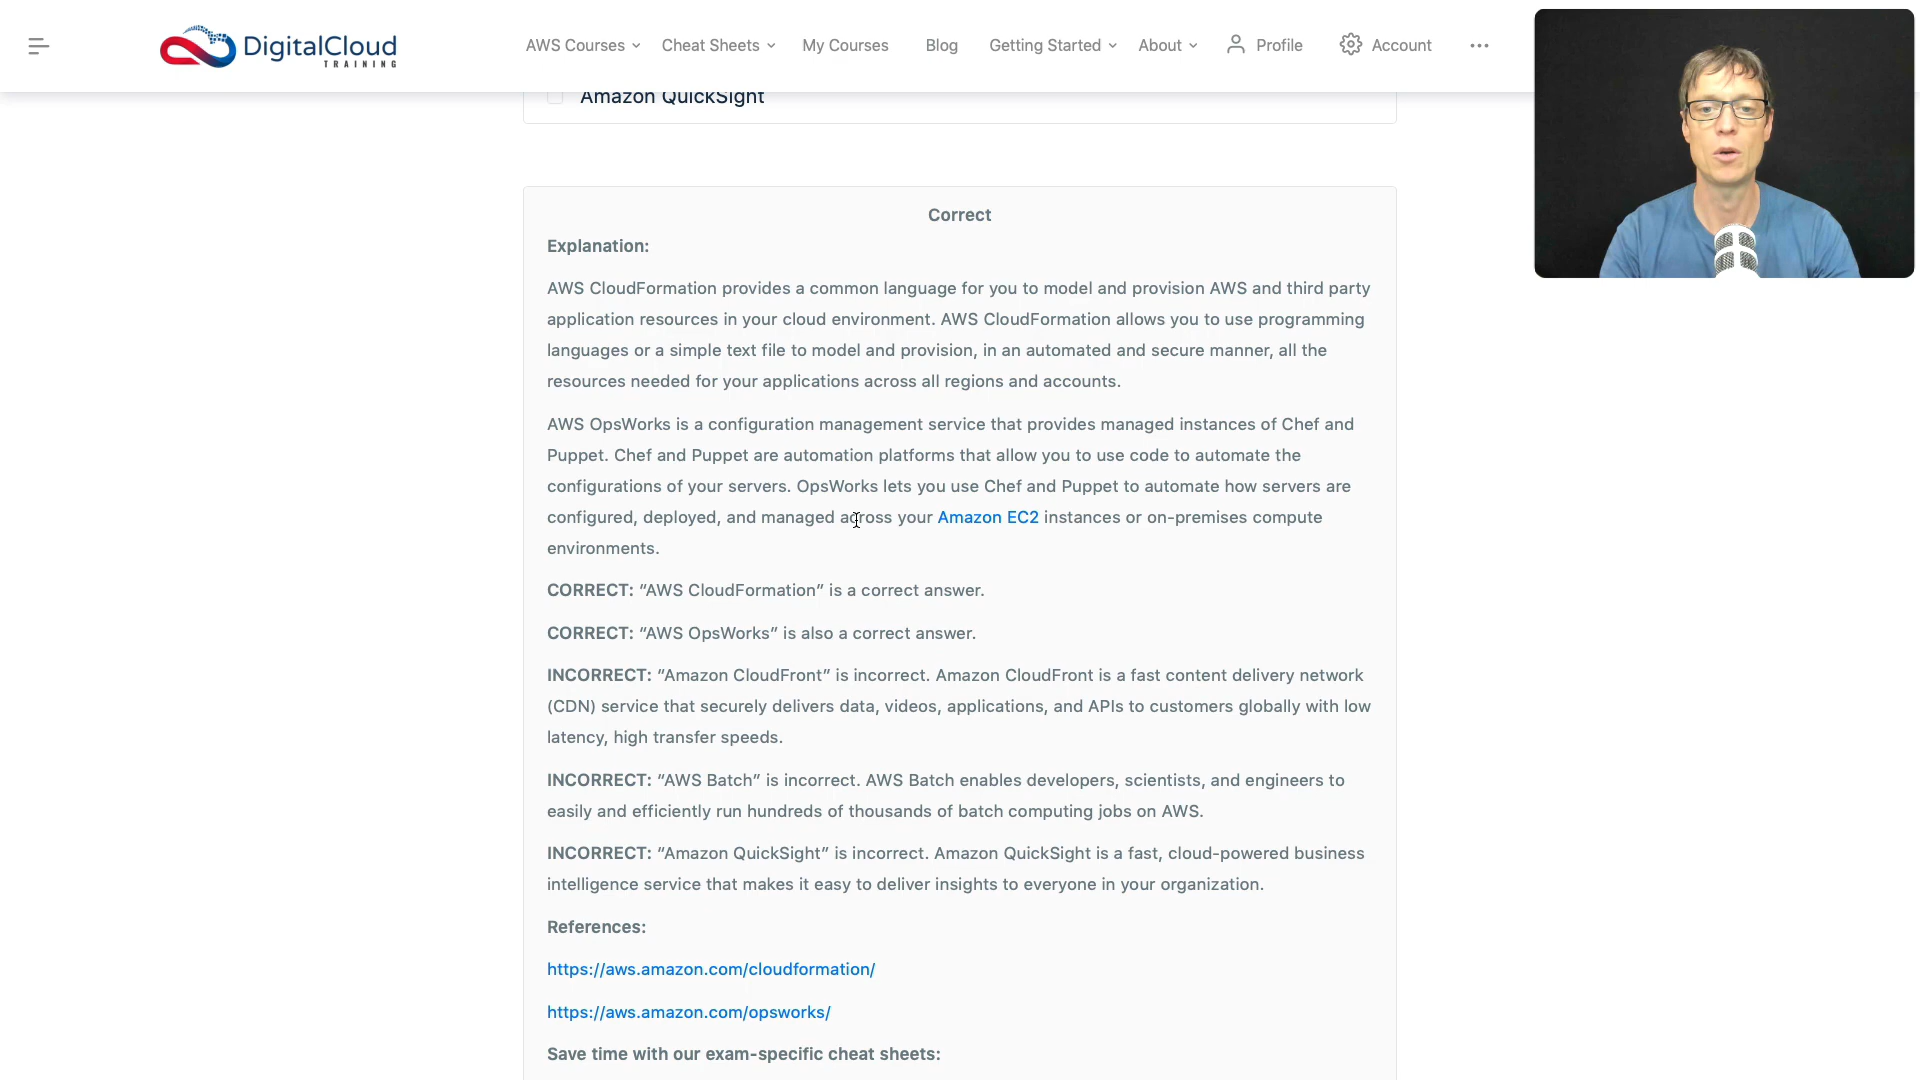 DigitalCloud
TRAINING
AWS Courses
Cheat Sheets
My Courses
Blog
Getting Started
About
Profile
Account
Amazon QuickSight
Correct
Explanation:
AWS CloudFormation provides a common language for you to model and provision AWS and third party
application resources in your cloud environment. AWS CloudFormation allows you to use programming
languages or a simple text file to model and provision, in an automated and secure manner, all the
resources needed for your applications across all regions and accounts.
AWS OpsWorks is a configuration management service that provides managed instances of Chef and
Puppet. Chef and Puppet are automation platforms that allow you to use code to automate the
configurations of your servers. OpsWorks lets you use Chef and Puppet to automate how servers are
configured, deployed, and managed across your Amazon EC2 instances or on-premises compute
environments.
CORRECT: “AWS CloudFormation” is a correct answer.
CORRECT: “AWS OpsWorks” is also a correct answer.
INCORRECT: “Amazon CloudFront” is incorrect. Amazon CloudFront is a fast content delivery network
(CDN) service that securely delivers data, videos, applications, and APIs to customers globally with low
latency, high transfer speeds.
INCORRECT: “AWS Batch” is incorrect. AWS Batch enables developers, scientists, and engineers to
easily and efficiently run hundreds of thousands of batch computing jobs on AWS.
INCORRECT: “Amazon QuickSight” is incorrect. Amazon QuickSight is a fast, cloud-powered business
intelligence service that makes it easy to deliver insights to everyone in your organization.
References:
https://aws.amazon.com/cloudformation/
https://aws.amazon.com/opsworks/
Save time with our exam-specific cheat sheets: